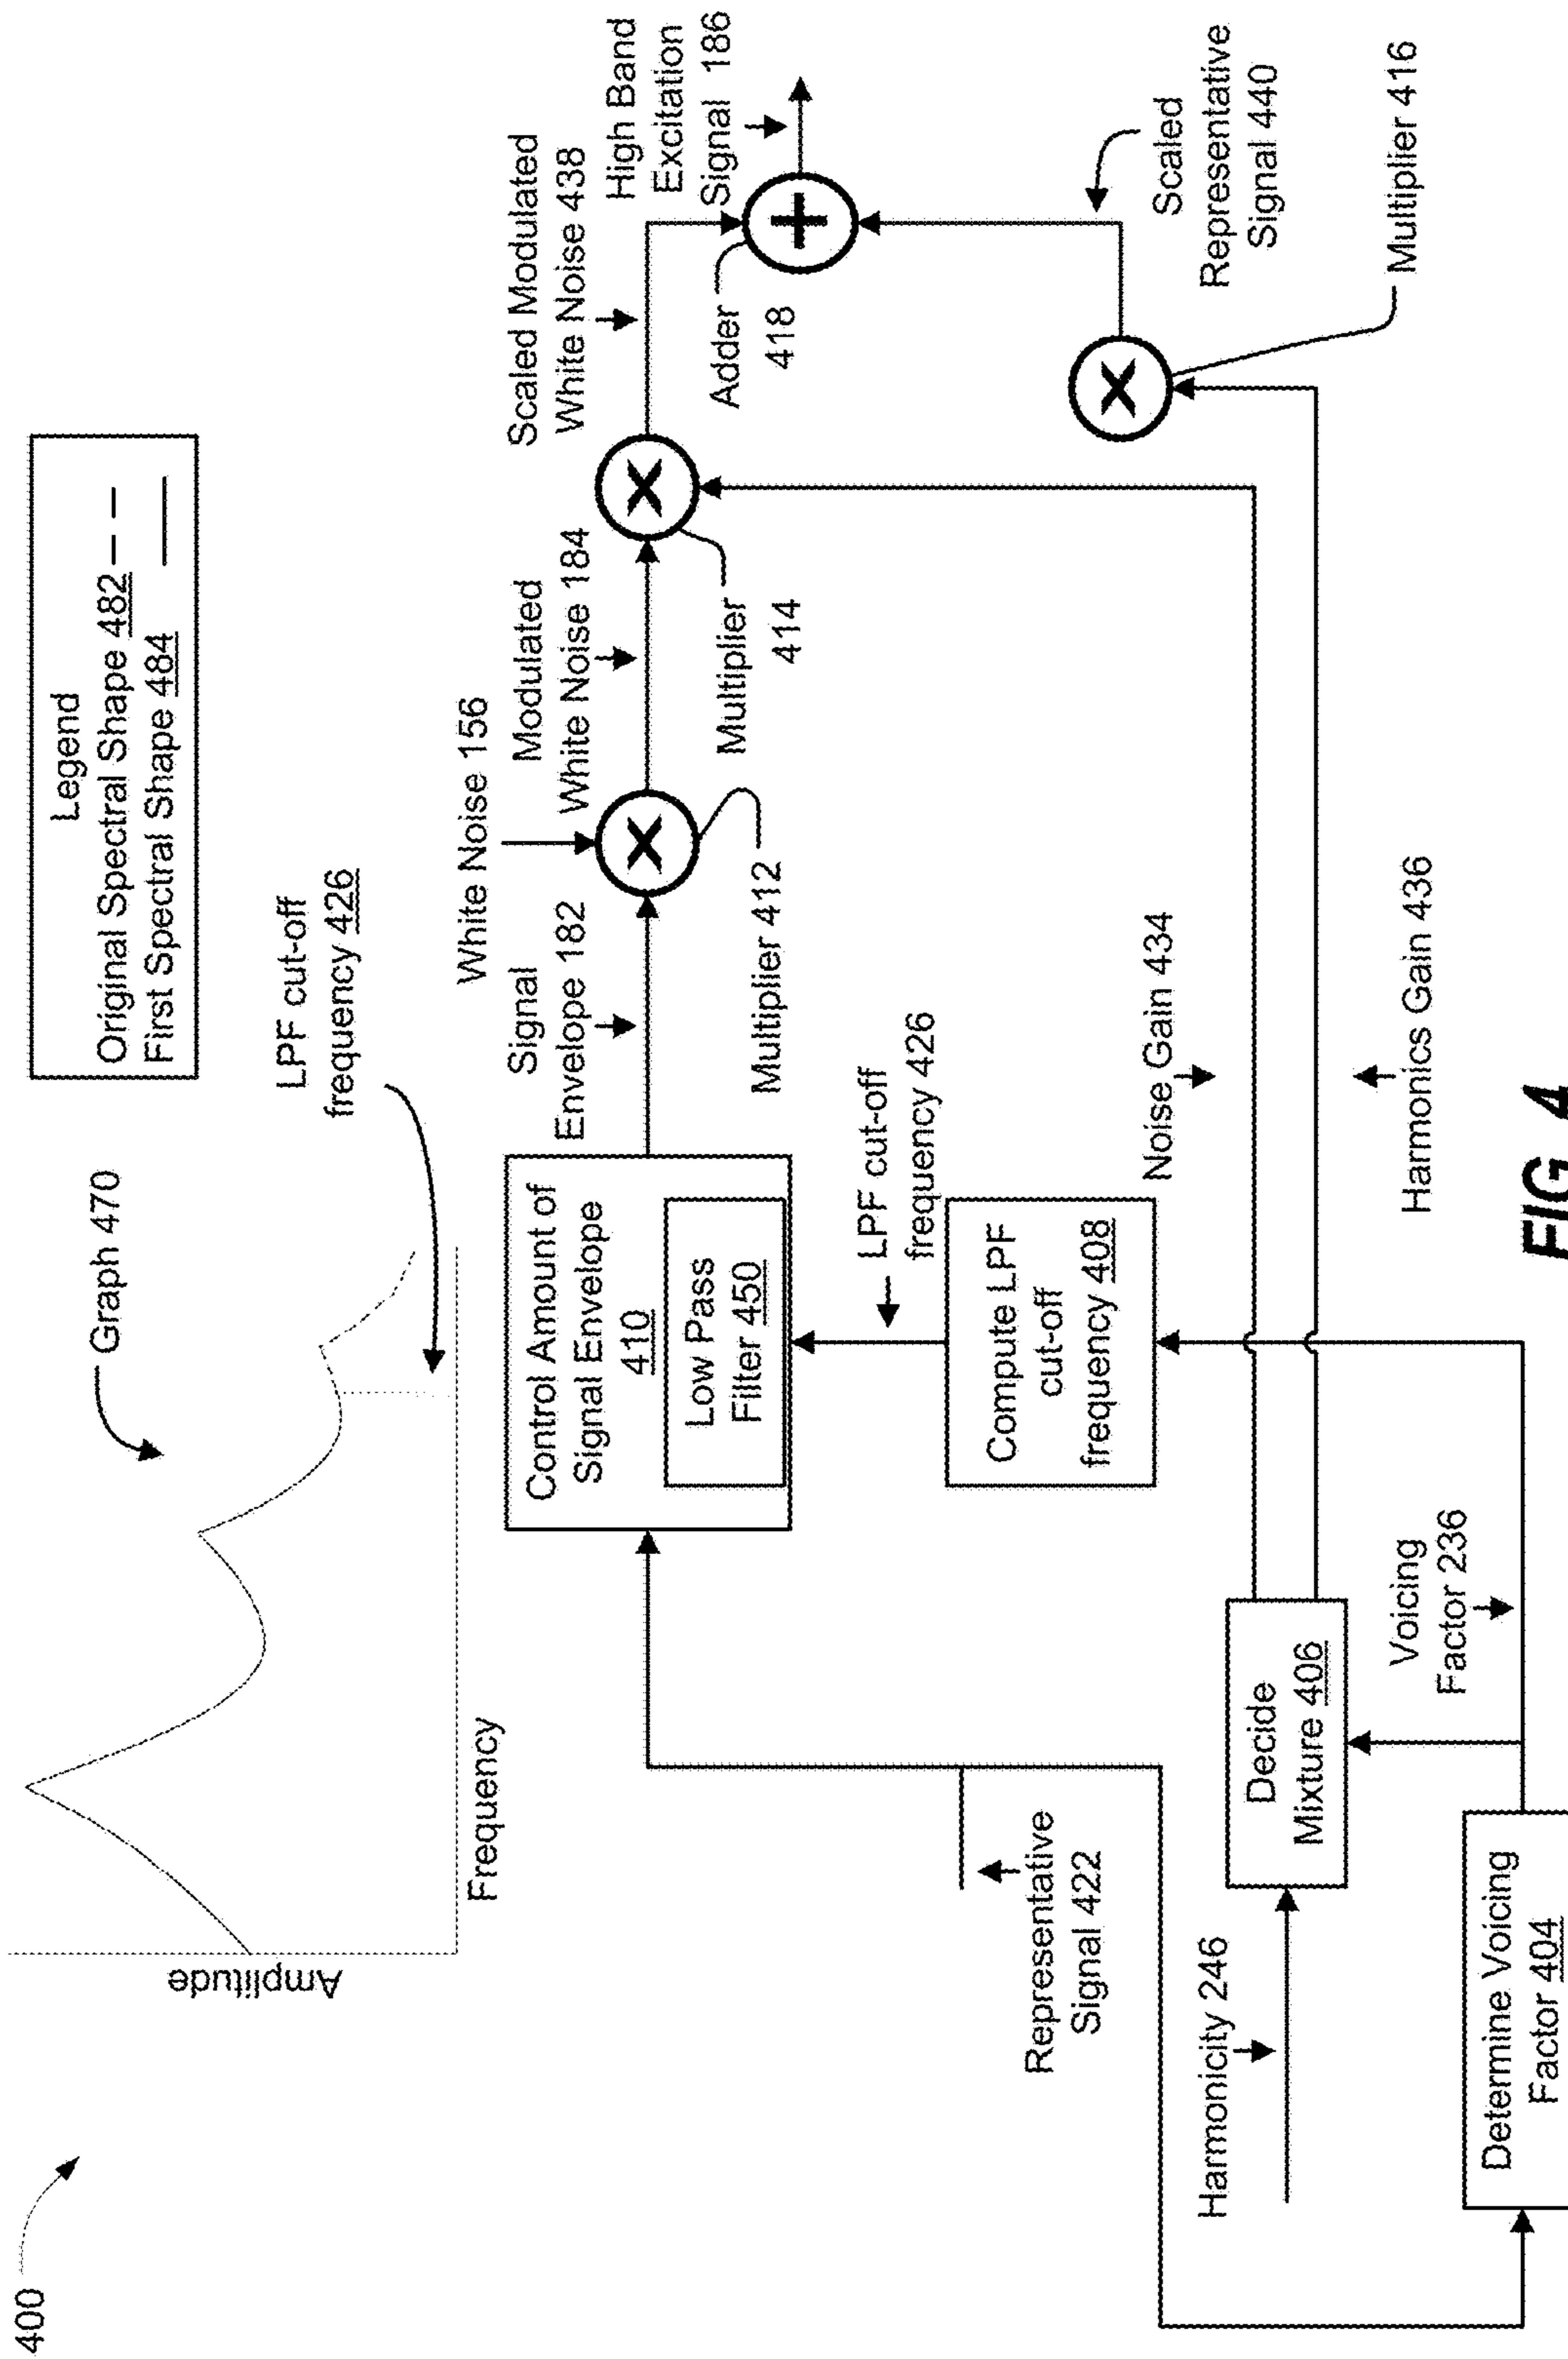 400
Graph 470
Amplitude
Frequency
LPF cut-off
frequency 426
Legend
Original Spectral Shape 482
First Spectral Shape 484
Control Amount of
Signal Envelope
410
Low Pass
Filter 450
Signal
Envelope 182
White Noise 156
Multiplier 412
Modulated
White Noise 184
Multiplier
414
Scaled Modulated
White Noise 438
Adder
418
High Band
Excitation
Signal 186
Representative
Signal 422
LPF cut-off
frequency 426
Compute LPF
cut-off
frequency 408
Scaled
Representative
Signal 440
Multiplier 416
Harmonicity 246
Decide
Mixture 406
Noise Gain 434
Harmonics Gain 436
Voicing
Factor 236
Determine Voicing
Factor 404
FIG. 4